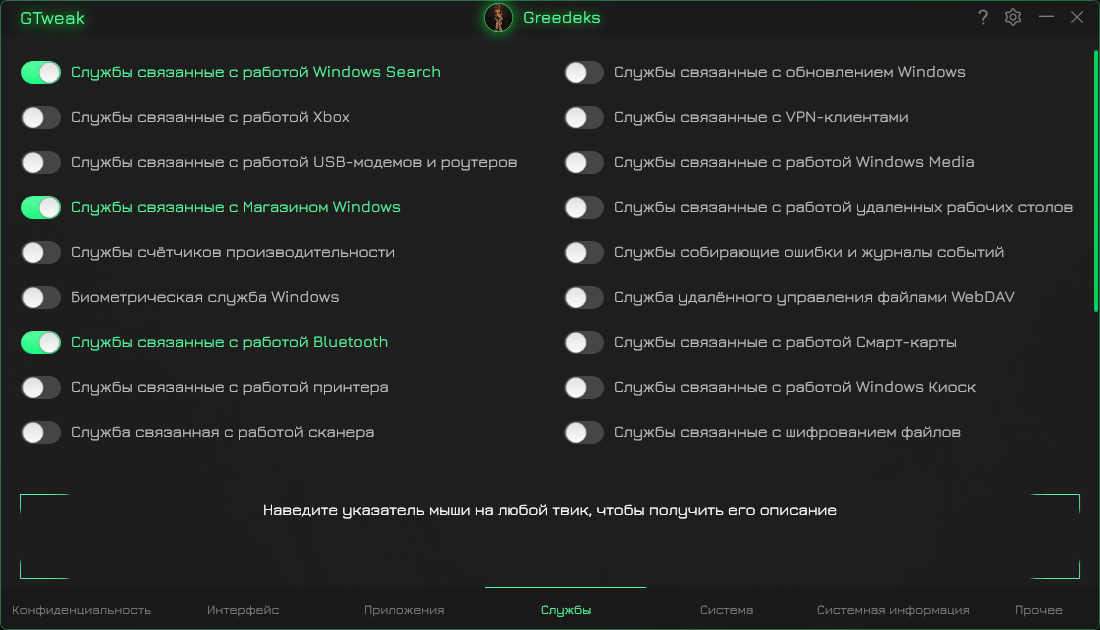 GTweak
Greedeks
?
Службы связанные с работой Windows Search
Службы связанные с обновлением Windows
Службы связанные с работой Xbox
Службы связанные с VPN-клиентами
Службы связанные с работой USB-модемов и роутеров
Службы связанные с работой Windows Media
Службы связанные с Магазином Windows
Службы связанные с работой удаленных рабочих столов
Службы счётчиков производительности
Службы собирающие ошибки и журналы событий
Биометрическая служба Windows
Служба удалённого управления файлами WebDAV
Службы связанные с работой Bluetooth
Службы связанные с работой Смарт-карты
Службы связанные с работой принтера
Службы связанные с работой Windows Киоск
Служба связанная с работой сканера
Службы связанные с шифрованием файлов
Наведите указатель мыши на любой твик, чтобы получить его описание
Конфиденциальность
Интерфейс
Приложения
Службы
Система
Системная информация
Прочее